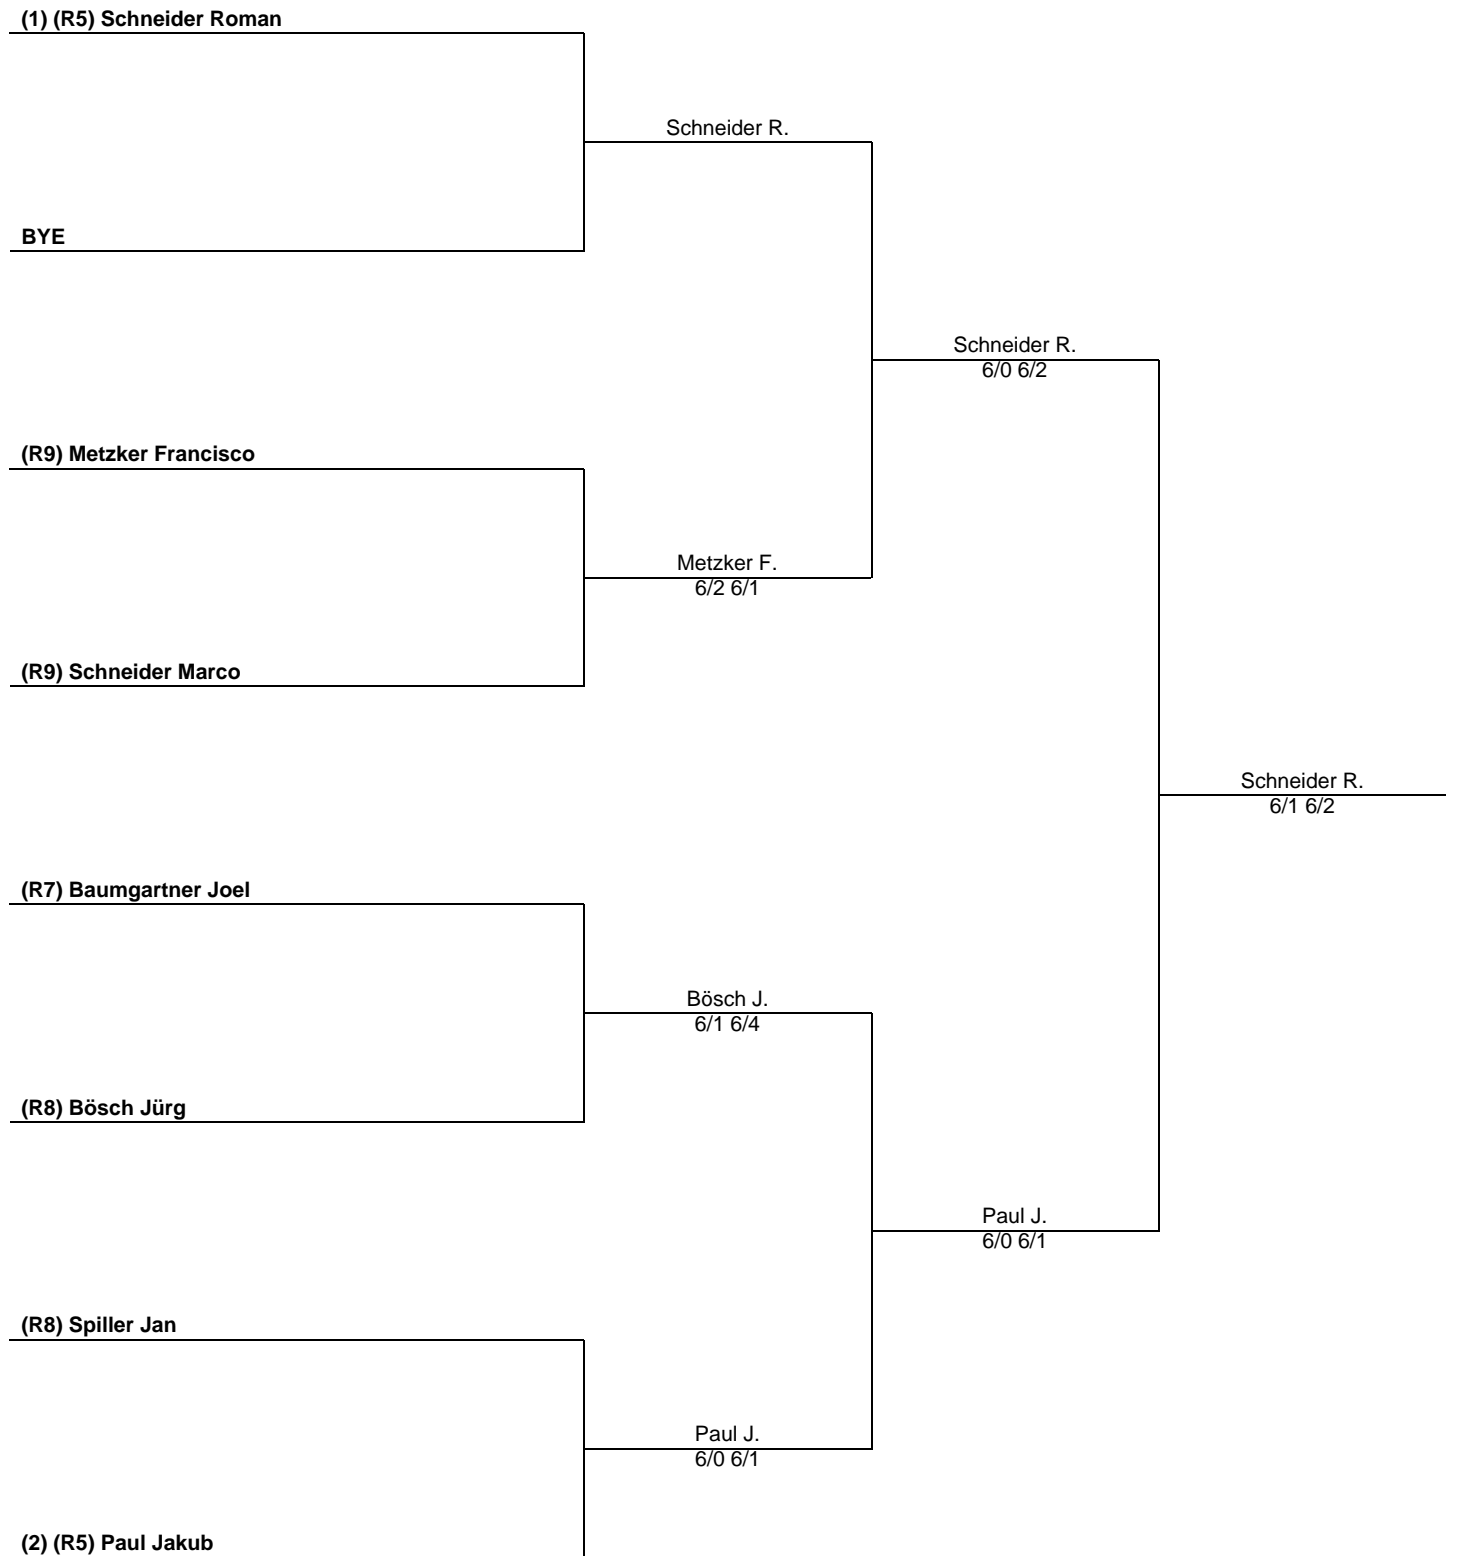 (1) (R5) Schneider Roman
Schneider R.
BYE
Schneider R.
6/0 6/2
(R9) Metzker Francisco
Metzker F.
6/2 6/1
(R9) Schneider Marco
Schneider R.
6/1 6/2
(R7) Baumgartner Joel
Bösch J.
6/1 6/4
(R8) Bösch Jürg
Paul J.
6/0 6/1
(R8) Spiller Jan
Paul J.
6/0 6/1
(2) (R5) Paul Jakub